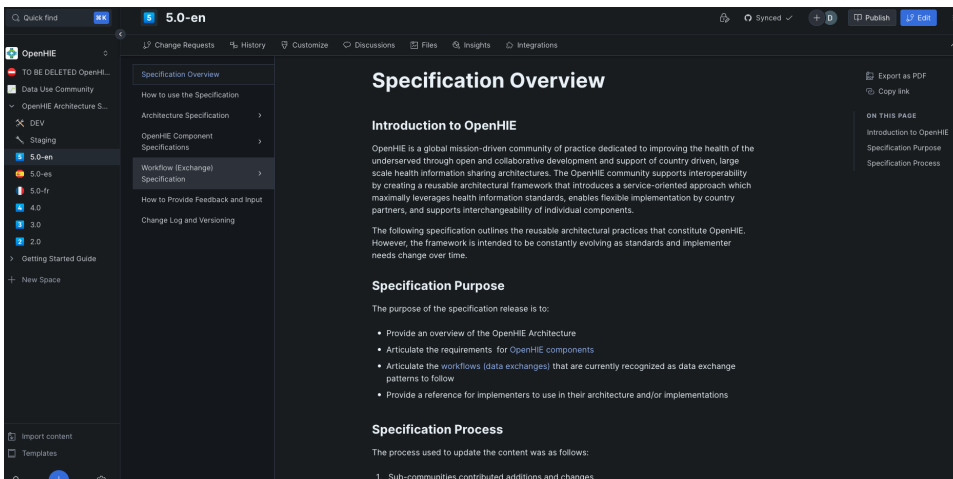 Quick find
⌘K
5.0-en
Synced
D
Publish
Edit
OpenHIE
TO BE DELETED OpenHI...
Data Use Community
OpenHIE Architecture S...
DEV
Staging
5 5.0-en
5.0-es
5.0-fr
4 4.0
3 3.0
2 2.0
Getting Started Guide
New Space
Import content
Templates
Change Requests
History
Customize
Discussions
Files
Insights
Integrations
Specification Overview
How to use the Specification
Architecture Specification
OpenHIE Component
Specifications
Workflow (Exchange)
Specification
How to Provide Feedback and Input
Change Log and Versioning
Specification Overview
Introduction to OpenHIE
OpenHIE is a global mission-driven community of practice dedicated to improving the health of the
underserved through open and collaborative development and support of country driven, large
scale health information sharing architectures. The OpenHIE community supports interoperability
by creating a reusable architectural framework that introduces a service-oriented approach which
maximally leverages health information standards, enables flexible implementation by country
partners, and supports interchangeability of individual components.
The following specification outlines the reusable architectural practices that constitute OpenHIE.
However, the framework is intended to be constantly evolving as standards and implementer
needs change over time.
Specification Purpose
The purpose of the specification release is to:
• Provide an overview of the OpenHIE Architecture
• Articulate the requirements for OpenHIE components
• Articulate the workflows (data exchanges) that are currently recognized as data exchange
patterns to follow
• Provide a reference for implementers to use in their architecture and/or implementations
Specification Process
The process used to update the content was as follows:
1. Sub-communities contributed additions and changes
Export as PDF
Copy link
ON THIS PAGE
Introduction to OpenHIE
Specification Purpose
Specification Process